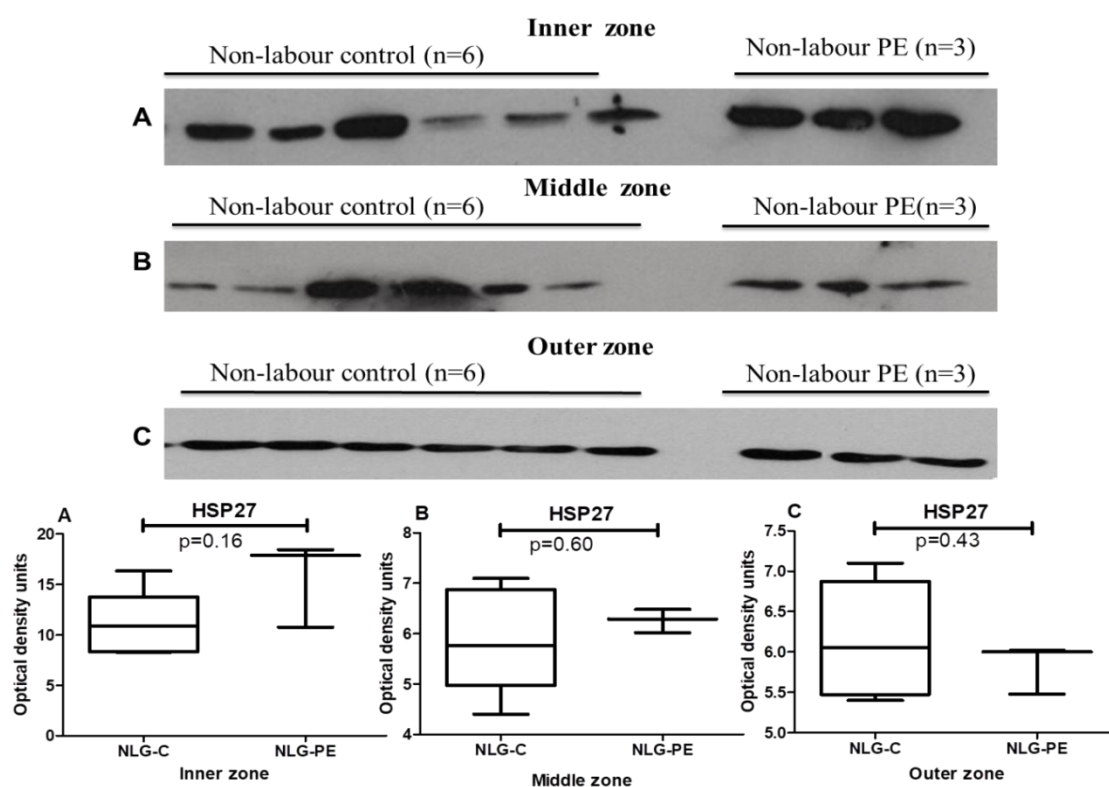 Inner zone
Non-labour control (n=6)
Non-labour PE (n=3)
A
Middle zone
Non-labour control (n=6)
Non-labour PE(n=3)
B
Outer zone
Non-labour control (n=6)
Non-labour PE (n=3)
C
A
HSP27
p=0.16
20
15
10
5
0
Optical density units
NLG-C
NLG-PE
Inner zone
B
HSP27
p=0.60
8
7
6
5
4
Optical density units
NLG-C
NLG-PE
Middle zone
C
HSP27
p=0.43
7.5
7.0
6.5
6.0
5.5
5.0
Optical density units
NLG-C
NLG-PE
Outer zone